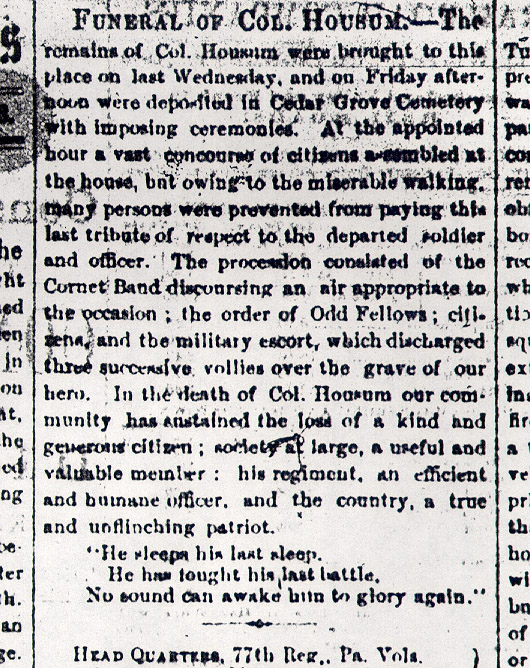 FUNERAL OF COL. HOUSUM.—The
remains of Col. Housum were brought to this
place on last Wednesday, and on Friday after-
noon were deposited in Cedar Grove Cemetery
with imposing ceremonies. At the appointed
hour a vast concourse of citizens assembled at
the house, but owing to the miserable walking,
many persons were prevented from paying this
last tribute of respect to the departed soldier
and officer. The procession consisted of the
Cornet Band discoursing an air appropriate to
the occasion ; the order of Odd Fellows ; citi-
zens, and the military escort, which discharged
three successive vollies over the grave of our
hero. In the death of Col. Housum our com-
munity has sustained the loss of a kind and
generous citizen ; society at large, a useful and
valuable member : his regiment, an efficient
and humane officer, and the country, a true
and unflinching patriot.
"He sleeps his last sleep.
He has fought his last battle,
No sound can awake him to glory again."
HEAD QUARTERS, 77th Reg., Pa. Vols. )